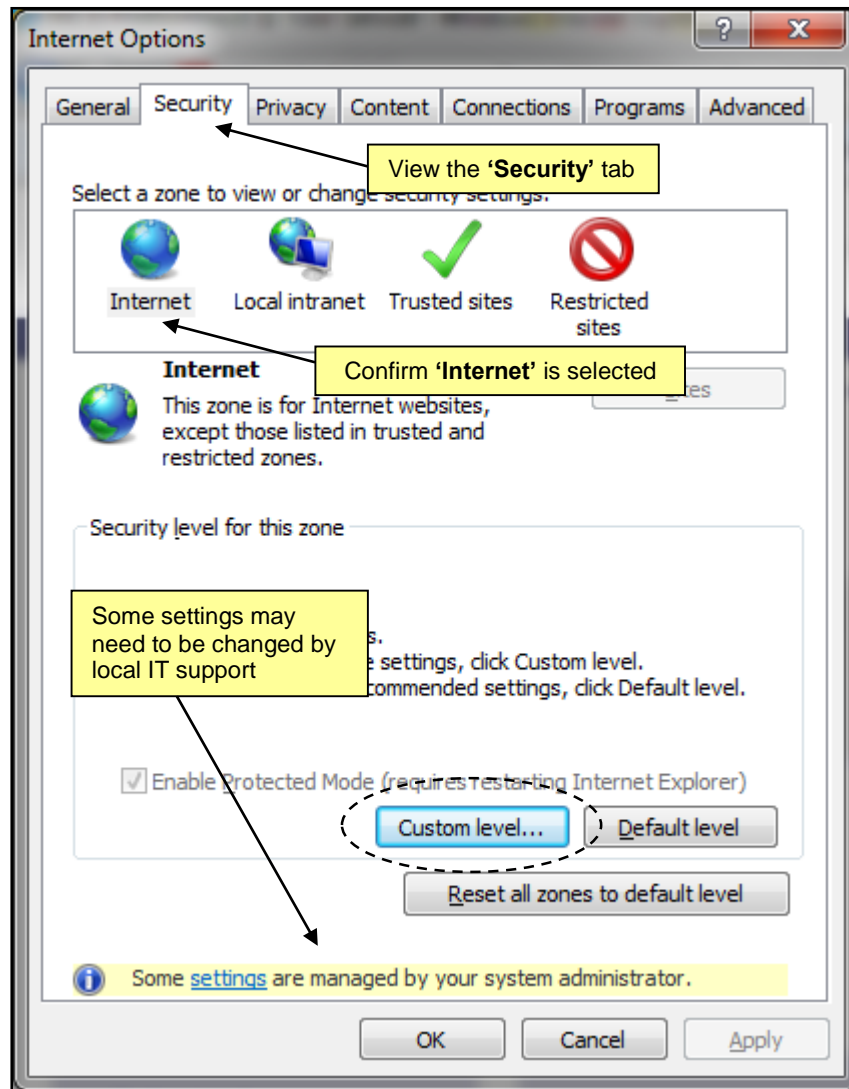 Internet Options
General Security Privacy Content Connections Programs Advanced
View the ‘Security’ tab
Select a zone to view or change security settings.
Internet Local intranet Trusted sites Restricted
sites
Confirm ‘Internet’ is selected
Internet
This zone is for Internet websites,
except those listed in trusted and
restricted zones.
Security level for this zone
Some settings may
need to be changed by
local IT support
settings, click Custom level.
settings, click Default level.
Enable Protected Mode (requires restarting Internet Explorer)
Custom level... Default level
Reset all zones to default level
Some settings are managed by your system administrator.
OK Cancel Apply